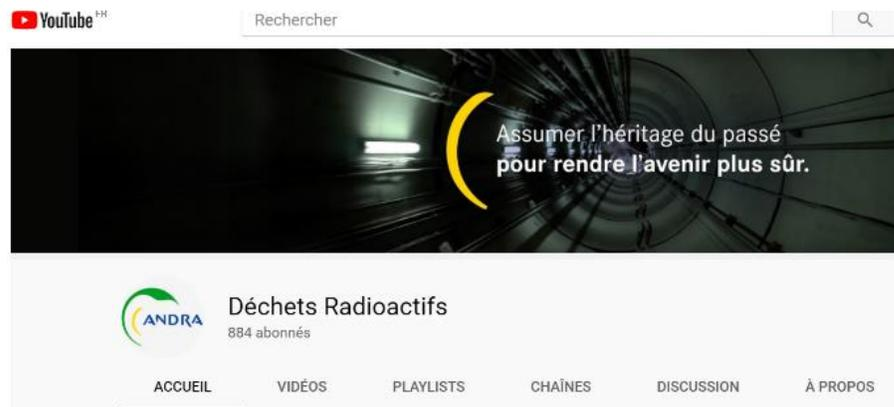 YouTube FR
Rechercher
Assumer l'héritage du passé
pour rendre l'avenir plus sûr.
ANDRA
Déchets Radioactifs
884 abonnés
ACCUEIL VIDÉOS PLAYLISTS CHAÎNES DISCUSSION À PROPOS